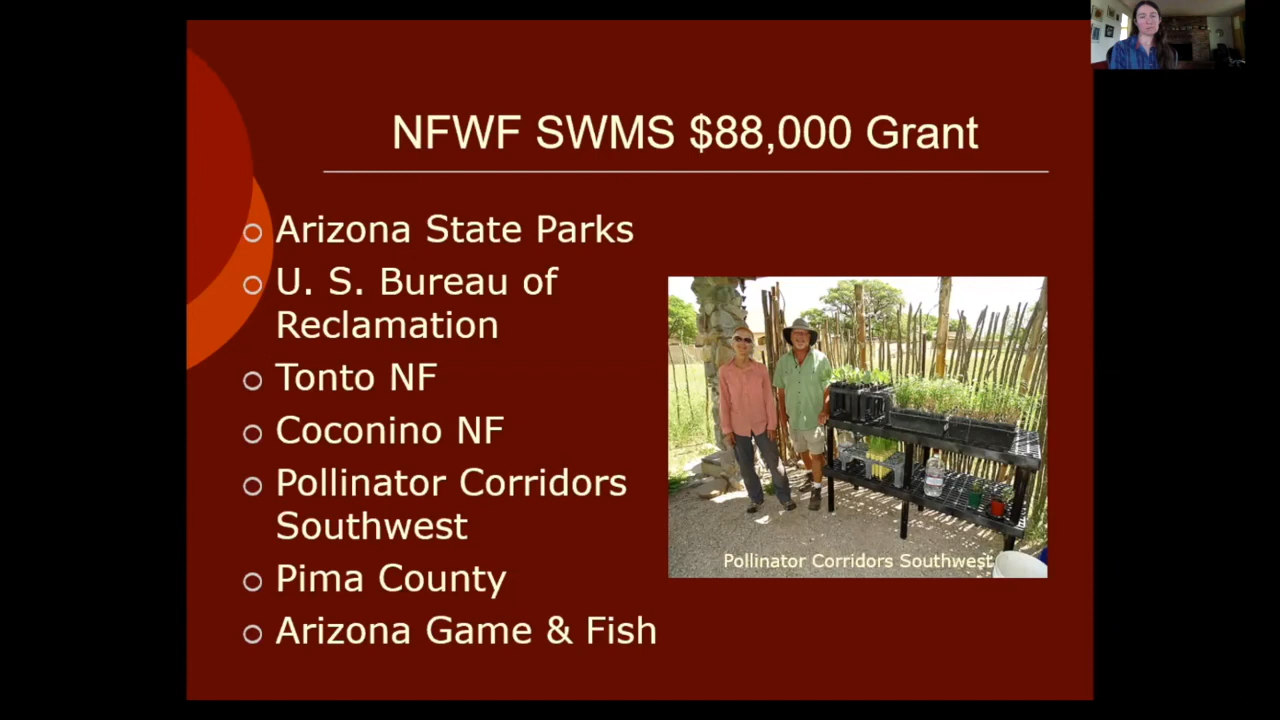 NFWF SWMS $88,000 Grant
Arizona State Parks
U. S. Bureau of
Reclamation
Tonto NF
Coconino NF
Pollinator Corridors
Southwest
Pima County
Arizona Game & Fish
Pollinator Corridors Southwest